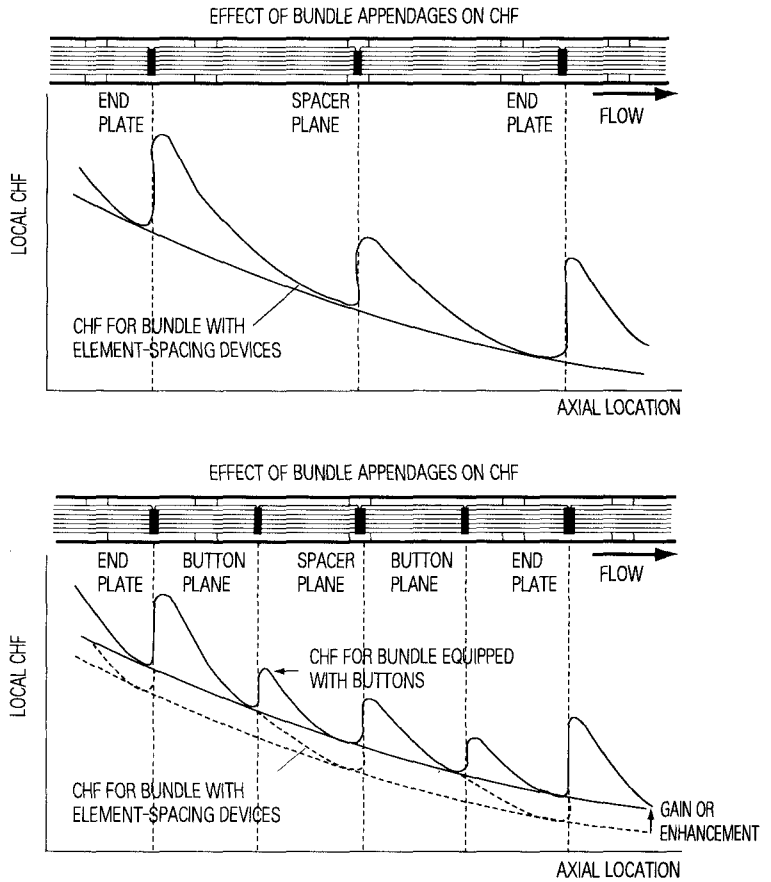 EFFECT OF BUNDLE APPENDAGES ON CHF
END
PLATE
SPACER
PLANE
END
PLATE
FLOW
LOCAL CHF
CHF FOR BUNDLE WITH
ELEMENT-SPACING DEVICES
AXIAL LOCATION
EFFECT OF BUNDLE APPENDAGES ON CHF
END
PLATE
BUTTON
PLANE
SPACER
PLANE
BUTTON
PLANE
END
PLATE
FLOW
LOCAL CHF
CHF FOR BUNDLE EQUIPPED
WITH BUTTONS
CHF FOR BUNDLE WITH
ELEMENT-SPACING DEVICES
GAIN OR
ENHANCEMENT
AXIAL LOCATION